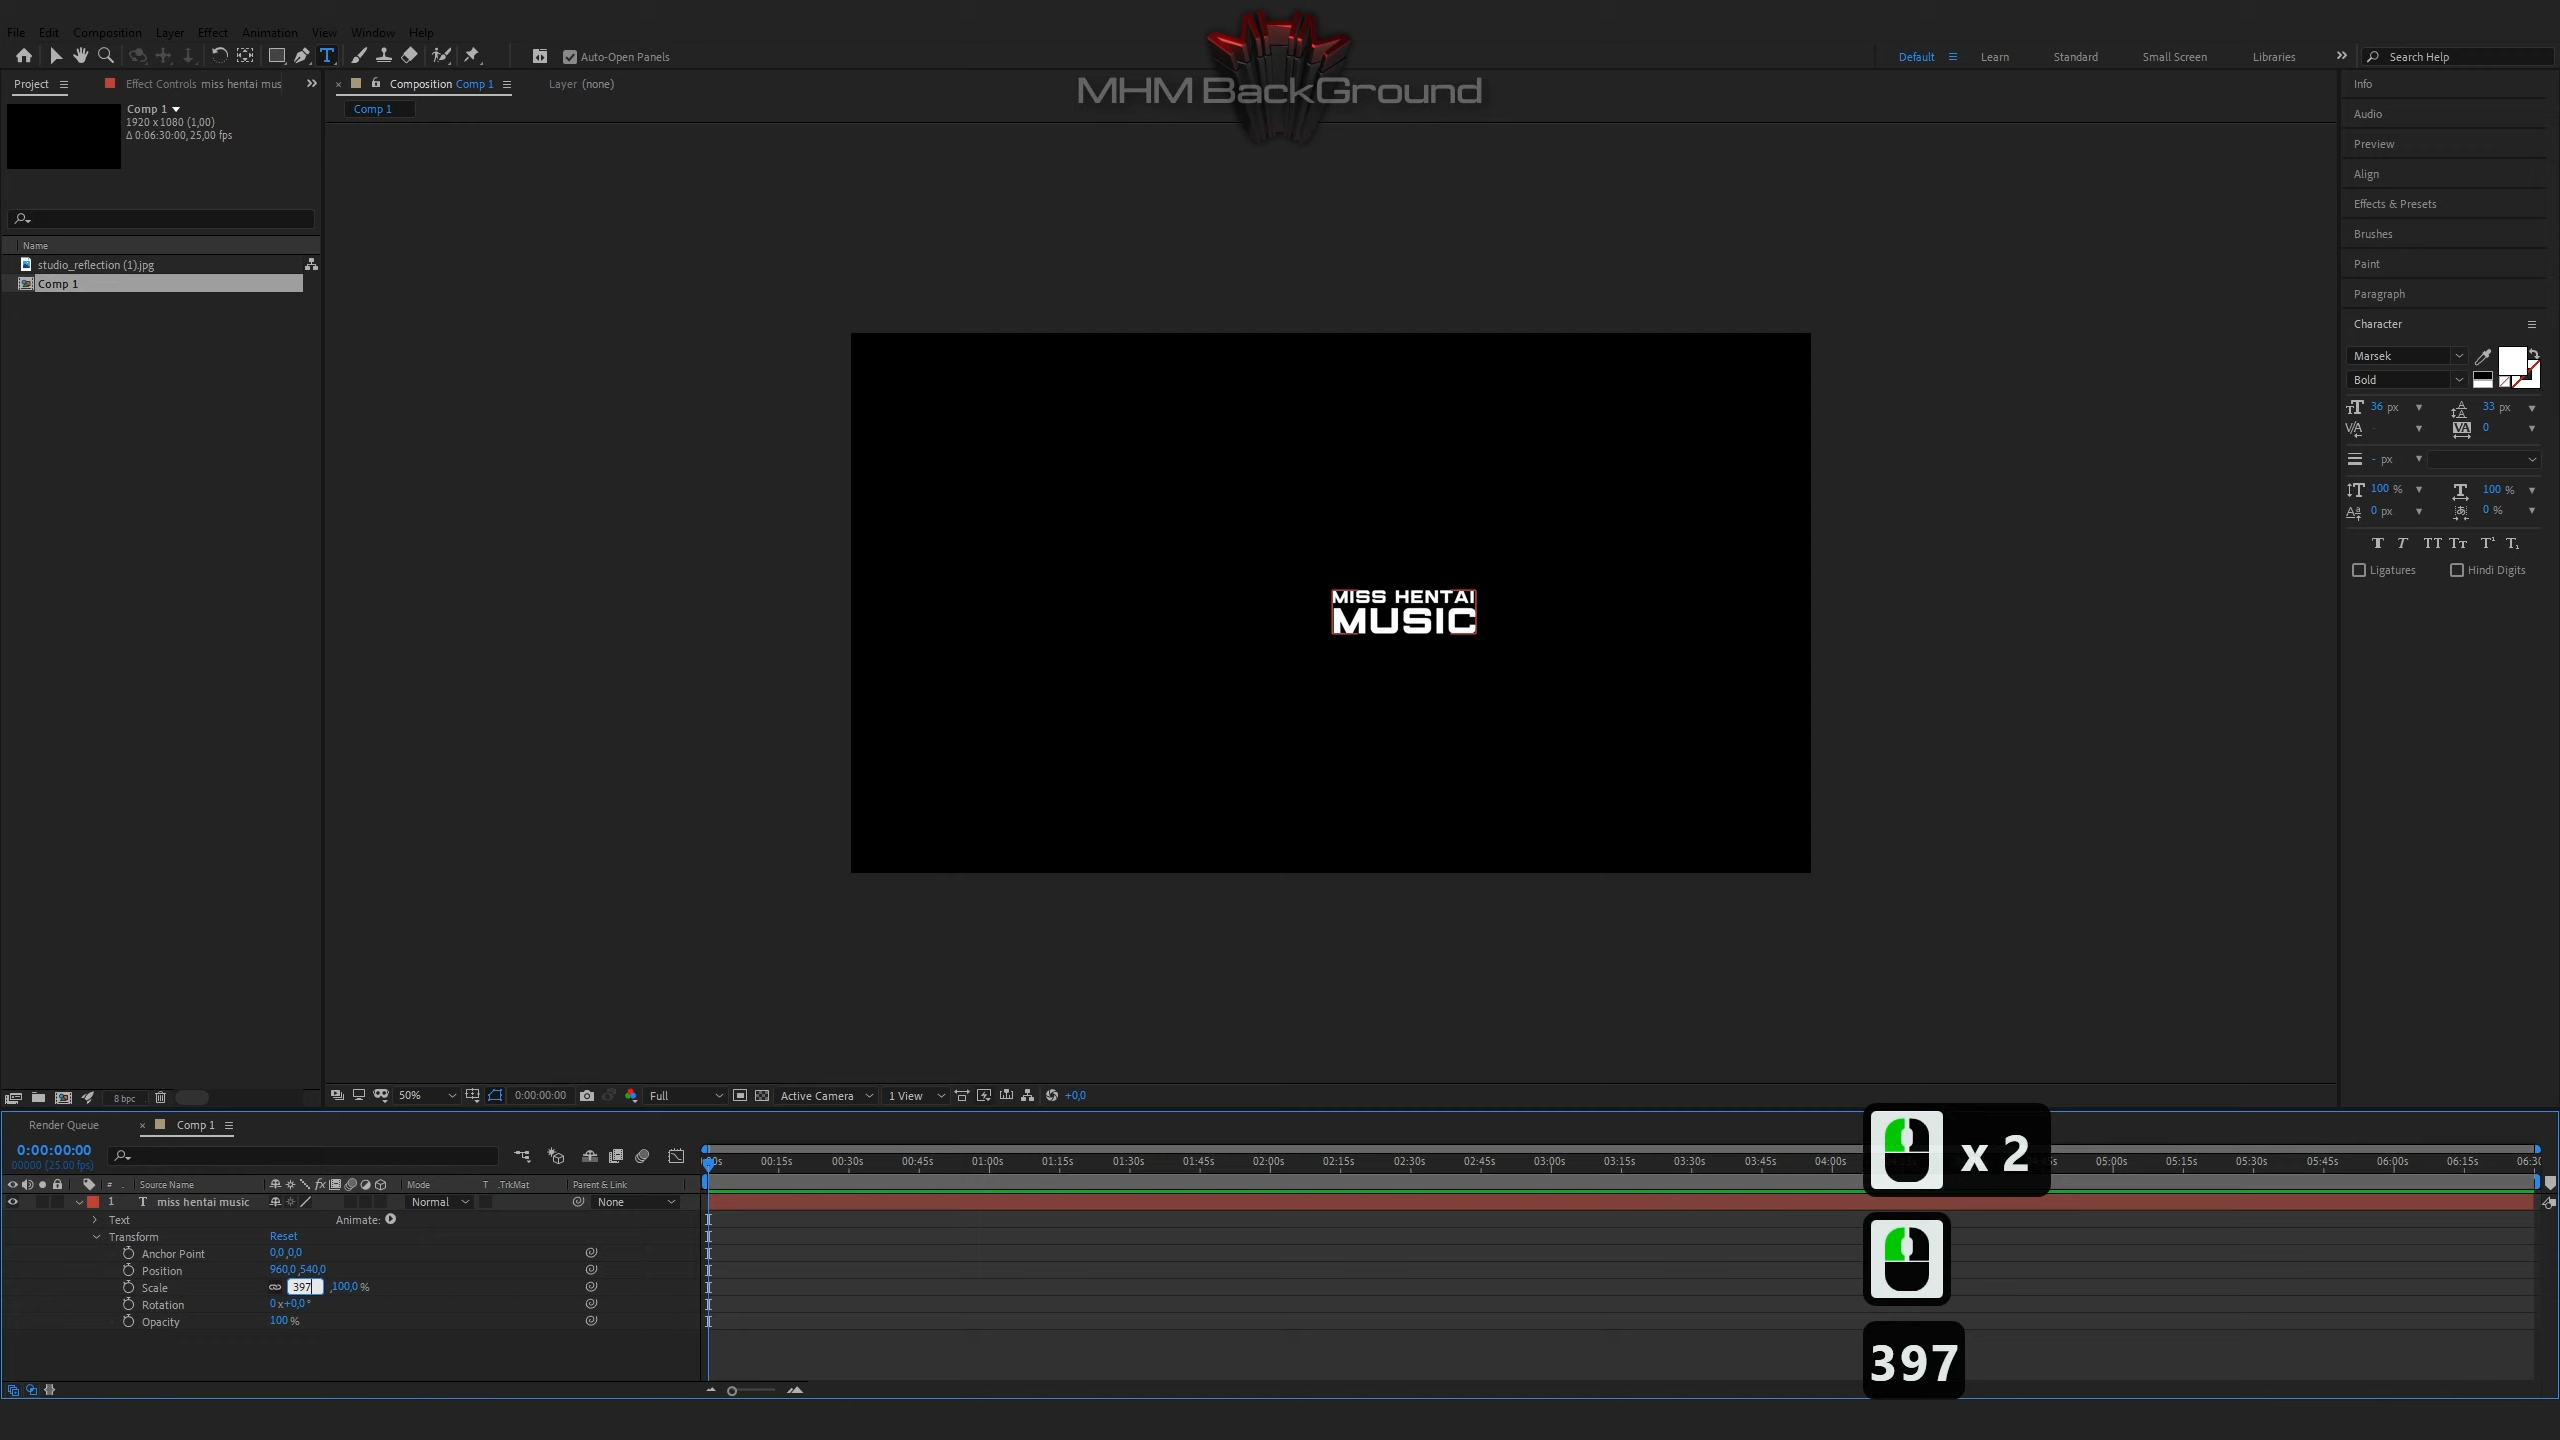 File Edit Composition Layer Effect Animation View Window Help
Auto-Open Panels
Default Learn Standard Small Screen Libraries Search Help
MHM BackGround
Project Effect Controls miss hentai mus
Composition Comp 1 Layer (none)
Comp 1
Comp 1
1920 x 1080 (1,00)
Δ 0:06:30:00, 25,00 fps
Name
studio_reflection (1).jpg
Comp 1
Info
Audio
Preview
Align
Effects & Presets
Brushes
Paint
Paragraph
Character
Marsek
Bold
36 px 33 px
0
- px
100 % 100 %
0 px 0 %
Ligatures Hindi Digits
MISS HENTAI
MUSIC
8 bpc
50% 0:00:00:00 Full Active Camera 1 View +0,0
Render Queue Comp 1
0:00:00:00
00000 (25.00 fps)
# Source Name Mode T .TrkMat Parent & Link
00s 00:15s 00:30s 00:45s 01:00s 01:15s 01:30s 01:45s 02:00s 02:15s 02:30s 02:45s 03:00s 03:15s 03:30s 03:45s 04:00s 05:00s 05:15s 05:30s 05:45s 06:00s 06:15s 06:30
1 T miss hentai music Normal None
Text Animate:
Transform Reset
Anchor Point 0,0,0,0
Position 960,0,540,0
Scale 397 ,100,0 %
Rotation 0 x+0,0°
Opacity 100 %
x 2
397